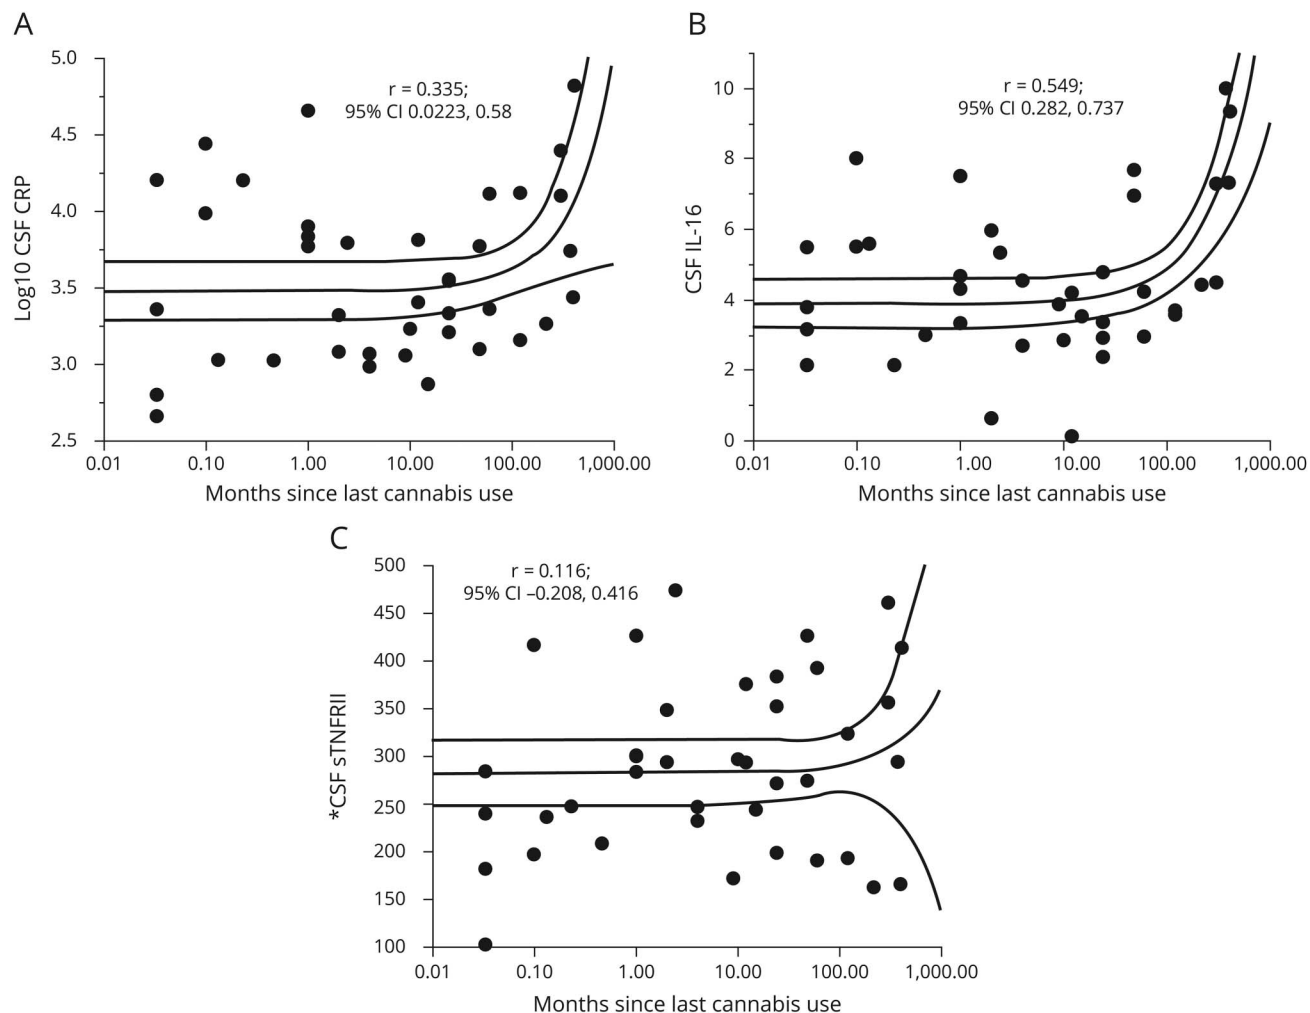 A
r = 0.335;
95% CI 0.0223, 0.58
Log10 CSF CRP
5.0
4.5
4.0
3.5
3.0
2.5
0.01 0.10 1.00 10.00 100.00 1,000.00
Months since last cannabis use
B
r = 0.549;
95% CI 0.282, 0.737
CSF IL-16
10
8
6
4
2
0
0.01 0.10 1.00 10.00 100.00 1,000.00
Months since last cannabis use
C
r = 0.116;
95% CI –0.208, 0.416
*CSF sTNFRII
500
450
400
350
300
250
200
150
100
0.01 0.10 1.00 10.00 100.00 1,000.00
Months since last cannabis use